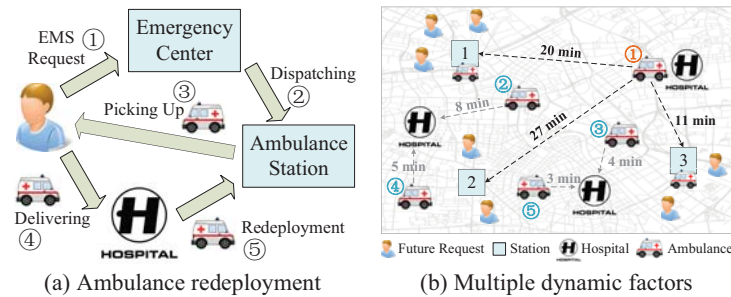 EMS
Request
①
Emergency
Center
Dispatching
②
③
Picking Up
Ambulance
Station
Delivering
④
H
HOSPITAL
Redeployment
⑤
(a) Ambulance redeployment
1
20 min
①
H
HOSPITAL
②
8 min
27 min
11 min
H
HOSPITAL
③
3
5 min
4 min
④
2
3 min
⑤
H
HOSPITAL
Future Request
Station
H
Hospital
Ambulance
(b) Multiple dynamic factors